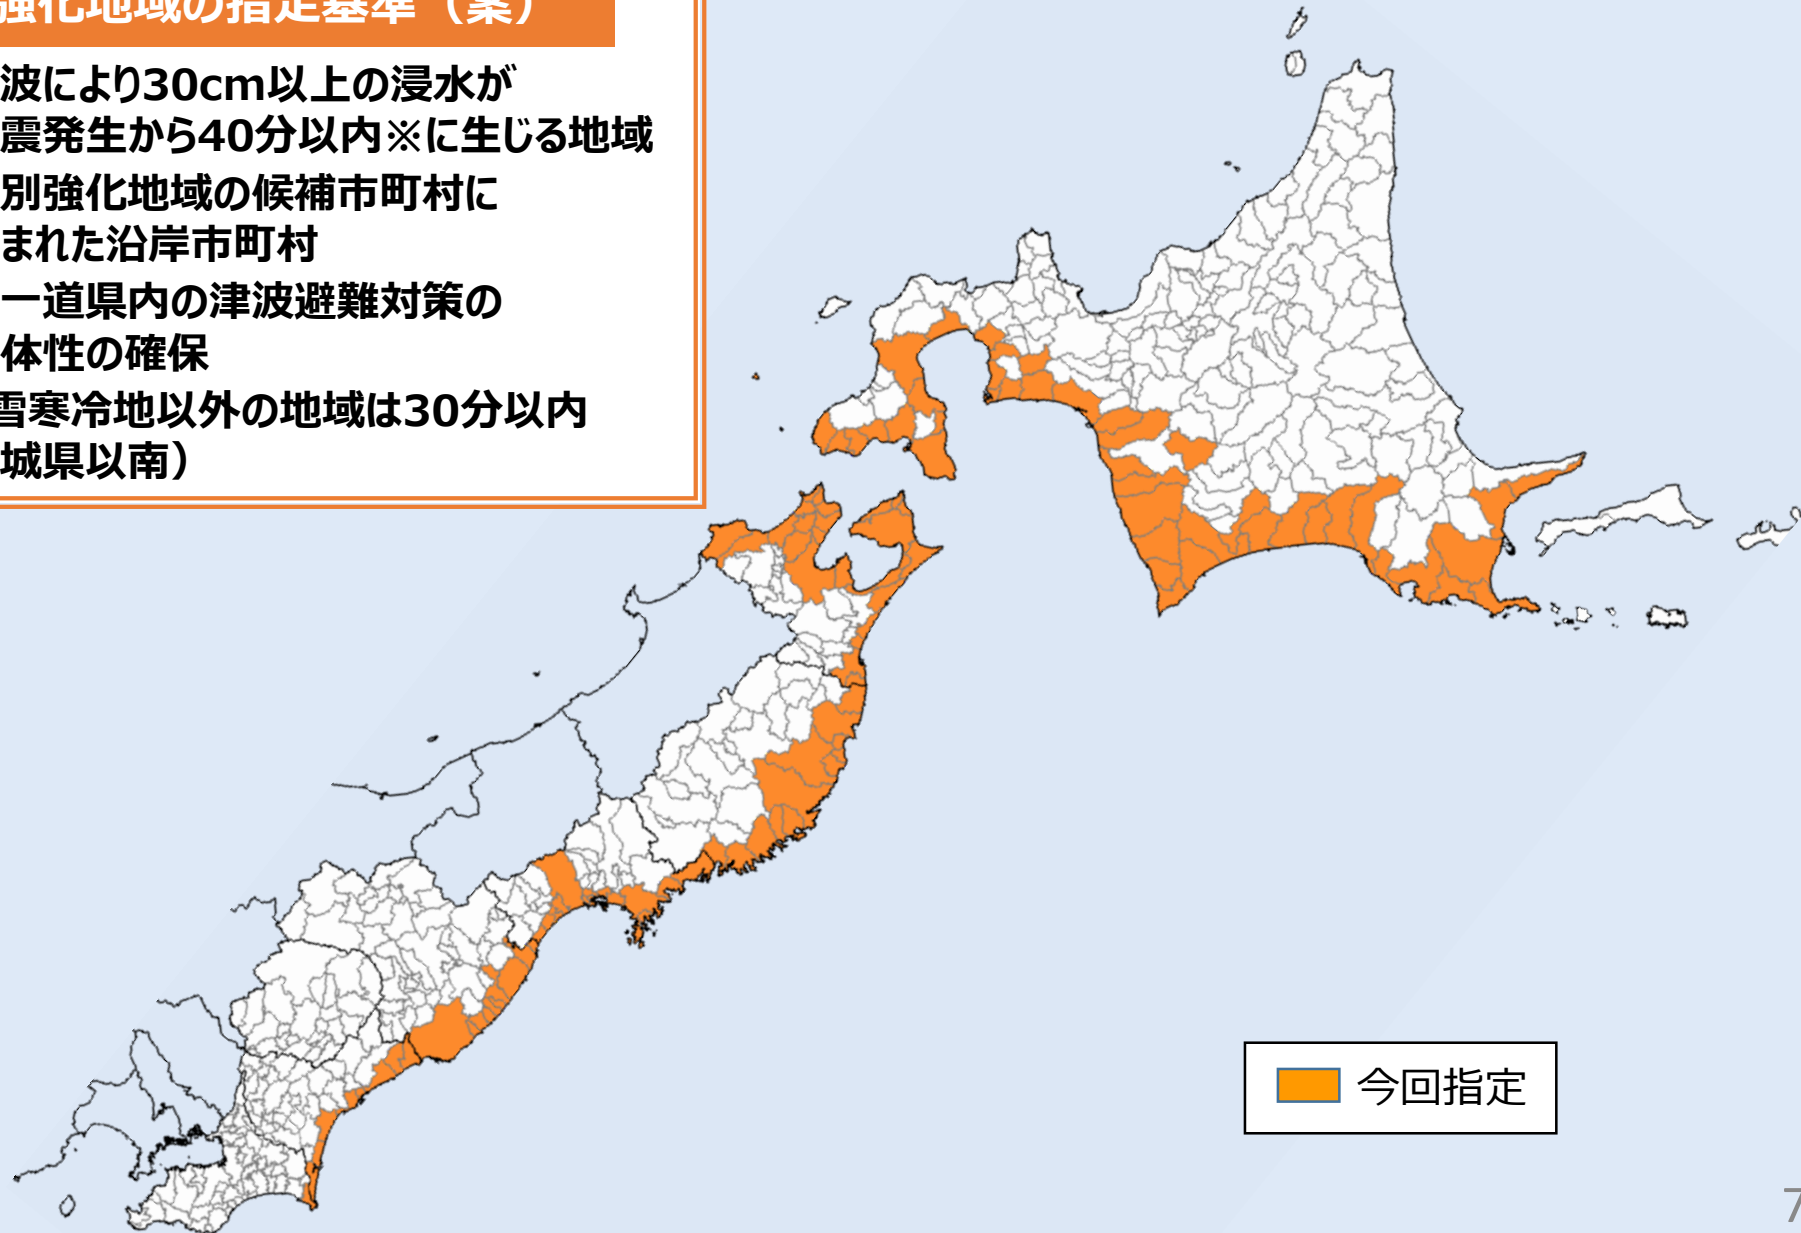 強化地域の指定基準（案）
波により30cm以上の浸水が
震発生から40分以内※に生じる地域
別強化地域の候補市町村に
まれた沿岸市町村
一道県内の津波避難対策の
体性の確保
雪寒冷地以外の地域は30分以内
城県以南）
今回指定
7